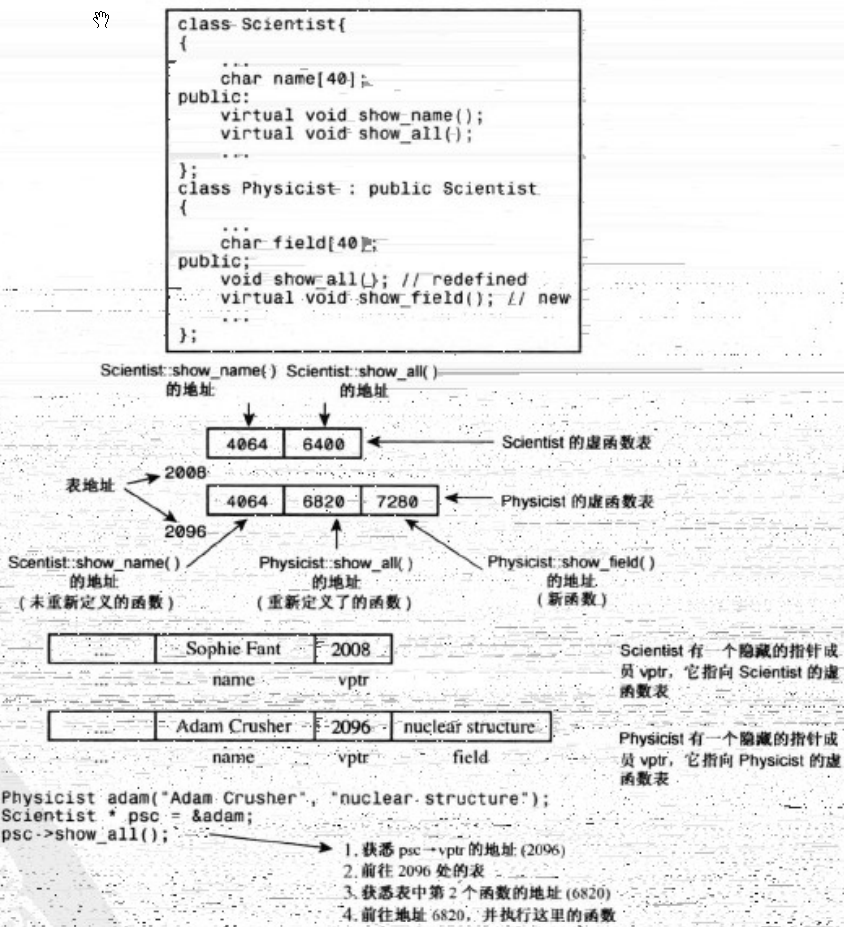 class Scientist{
{
...
char name[40];
public:
virtual void show_name();
virtual void show_all();
...
};
class Physicist : public Scientist
{
...
char field[40];
public;
void show_all(); // redefined
virtual void show_field(); // new
...
};
Scientist::show_name( ) Scientist::show_all( )
的地址 的地址
4064 6400 Scientist 的虚函数表
2008
表地址
4064 6820 7280 Physicist 的虚函数表
2096
Scentist::show_name( ) Physicist::show_all( ) Physicist::show_field( )
的地址 的地址 的地址
(未重新定义的函数) (重新定义了的函数) (新函数)
... Sophie Fant 2008
... name vptr
Scientist 有一个隐藏的指针成
员 vptr，它指向 Scientist 的虚
函数表
... Adam Crusher 2096 nuclear structure
... name vptr field
Physicist 有一个隐藏的指针成
员 vptr，它指向 Physicist 的虚
函数表
Physicist adam("Adam Crusher", "nuclear structure");
Scientist * psc = &adam;
psc->show_all();
1. 获悉 psc→vptr 的地址 (2096)
2. 前往 2096 处的表
3. 获悉表中第 2 个函数的地址 (6820)
4. 前往地址 6820，并执行这里的函数